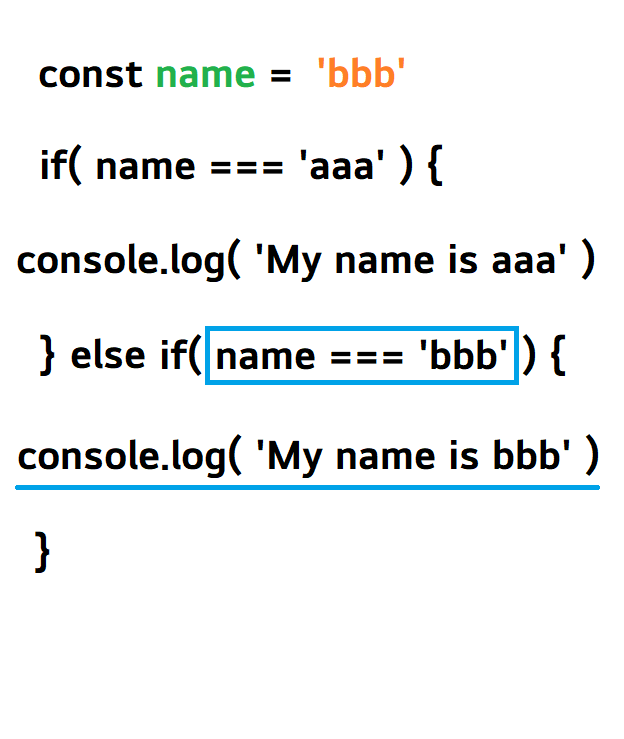 const name = 'bbb'
if( name === 'aaa' ) {
console.log( 'My name is aaa' )
} else if( name === 'bbb' ) {
console.log( 'My name is bbb' )
}